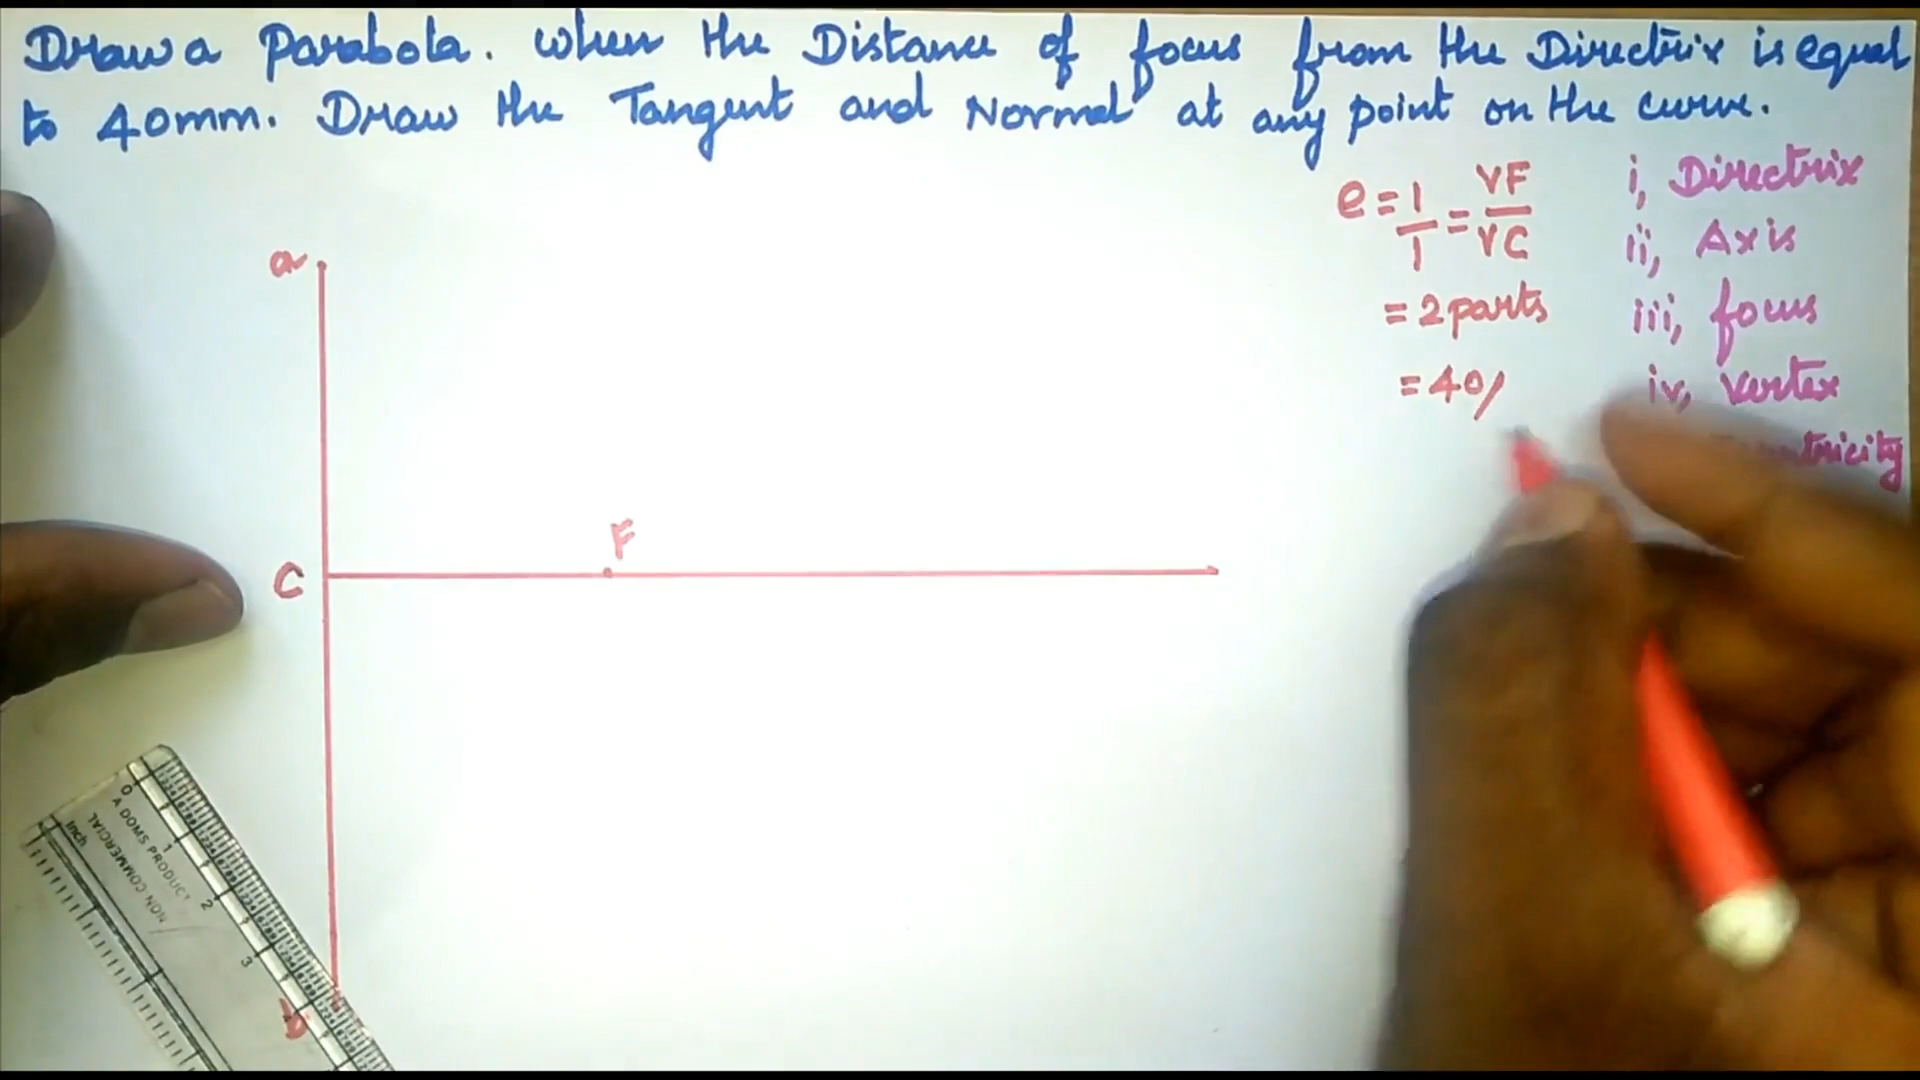 Draw a Parabola. When the Distance of focus from the Directrix is equal
to 40mm. Draw the Tangent and Normal at any point on the curve.
e = 1/1 = VF/VC
= 2 parts
= 40/
i, Directrix
ii, Axis
iii, focus
iv, Vertex
a
F
C
b
0 1 2 3
A DOMS PRODUCT
NON COMMERCIAL
Inch